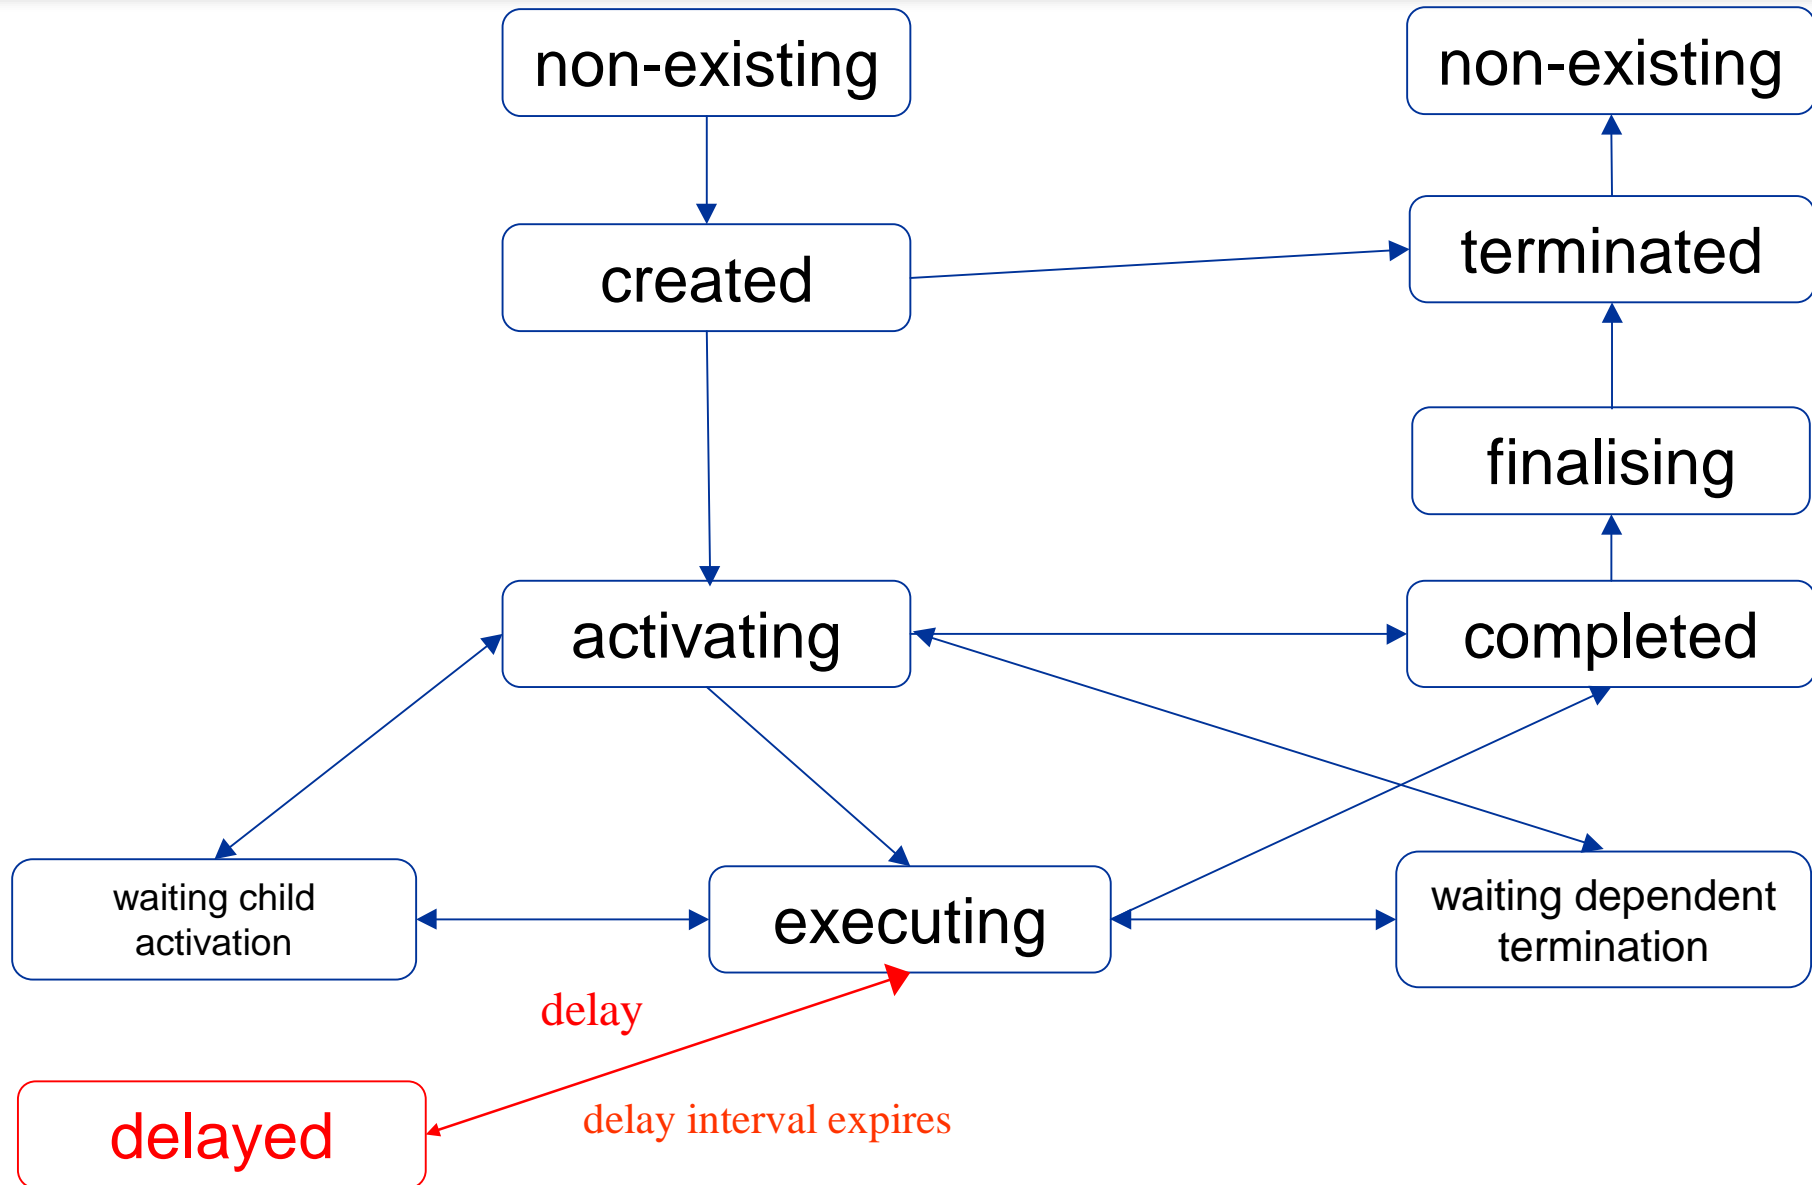 non-existing
non-existing
created
terminated
finalising
activating
completed
waiting child
activation
executing
waiting dependent
termination
delay
delayed
delay interval expires